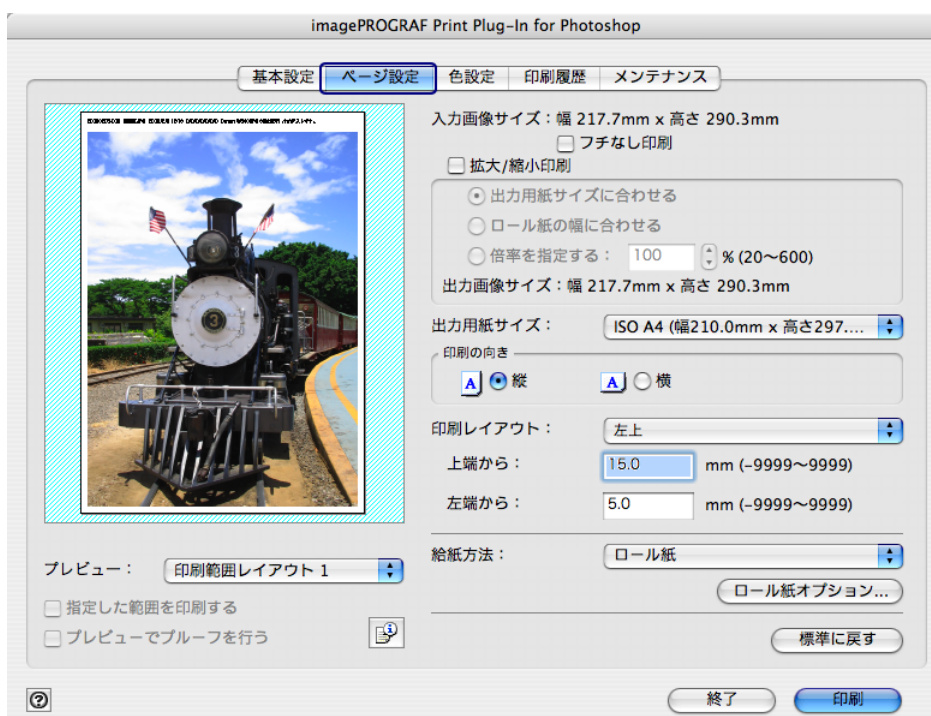 imagePROGRAF Print Plug-In for Photoshop
基本設定 ページ設定 色設定 印刷履歴 メンテナンス
入力画像サイズ：幅 217.7mm x 高さ 290.3mm
フチなし印刷
拡大/縮小印刷
出力用紙サイズに合わせる
ロール紙の幅に合わせる
倍率を指定する： 100 % (20〜600)
出力画像サイズ：幅 217.7mm x 高さ 290.3mm
出力用紙サイズ： ISO A4 (幅210.0mm x 高さ297....
印刷の向き
A 縦 A 横
印刷レイアウト： 左上
上端から： 15.0 mm (-9999〜9999)
左端から： 5.0 mm (-9999〜9999)
給紙方法： ロール紙
ロール紙オプション...
標準に戻す
3
プレビュー： 印刷範囲レイアウト 1
指定した範囲を印刷する
プレビューでプルーフを行う
? 終了 印刷